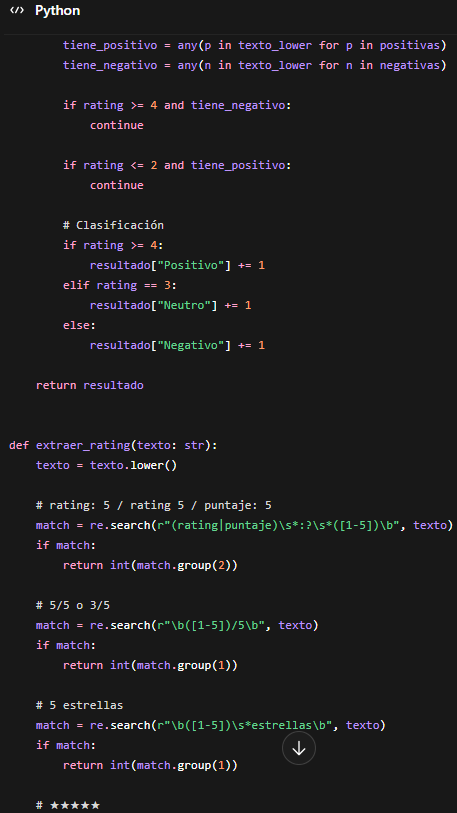 </> Python
tiene_positivo = any(p in texto_lower for p in positivas)
tiene_negativo = any(n in texto_lower for n in negativas)
if rating >= 4 and tiene_negativo:
continue
if rating <= 2 and tiene_positivo:
continue
# Clasificación
if rating >= 4:
resultado["Positivo"] += 1
elif rating == 3:
resultado["Neutro"] += 1
else:
resultado["Negativo"] += 1
return resultado
def extraer_rating(texto: str):
texto = texto.lower()
# rating: 5 / rating 5 / puntaje: 5
match = re.search(r"(rating|puntaje)\s*:?\s*([1-5])\b", texto)
if match:
return int(match.group(2))
# 5/5 o 3/5
match = re.search(r"\b([1-5])/5\b", texto)
if match:
return int(match.group(1))
# 5 estrellas
match = re.search(r"\b([1-5])\s*estrellas\b", texto)
if match:
return int(match.group(1))
# ★★★★★